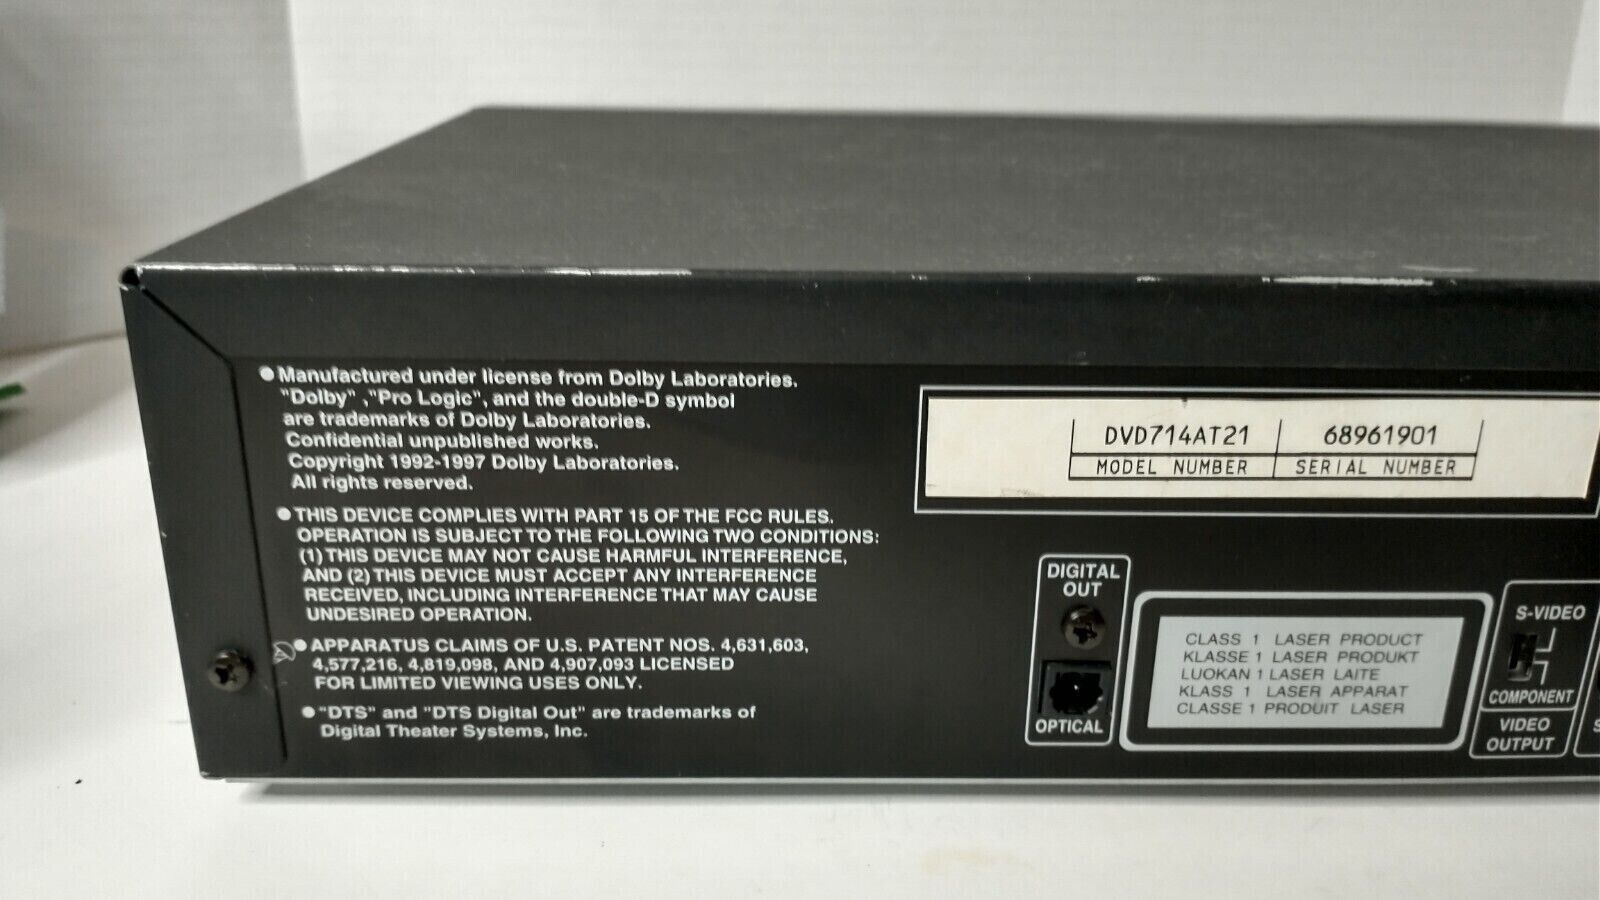 ● Manufactured under license from Dolby Laboratories.
"Dolby" ,"Pro Logic", and the double-D symbol
are trademarks of Dolby Laboratories.
Confidential unpublished works.
Copyright 1992-1997 Dolby Laboratories.
All rights reserved.
● THIS DEVICE COMPLIES WITH PART 15 OF THE FCC RULES.
OPERATION IS SUBJECT TO THE FOLLOWING TWO CONDITIONS:
(1) THIS DEVICE MAY NOT CAUSE HARMFUL INTERFERENCE,
AND (2) THIS DEVICE MUST ACCEPT ANY INTERFERENCE
RECEIVED, INCLUDING INTERFERENCE THAT MAY CAUSE
UNDESIRED OPERATION.
● APPARATUS CLAIMS OF U.S. PATENT NOS. 4,631,603,
4,577,216, 4,819,098, AND 4,907,093 LICENSED
FOR LIMITED VIEWING USES ONLY.
● "DTS" and "DTS Digital Out" are trademarks of
Digital Theater Systems, Inc.
DVD714AT21 68961901
MODEL NUMBER SERIAL NUMBER
DIGITAL
OUT
OPTICAL
CLASS 1 LASER PRODUCT
KLASSE 1 LASER PRODUKT
LUOKAN 1 LASER LAITE
KLASS 1 LASER APPARAT
CLASSE 1 PRODUIT LASER
S-VIDEO
COMPONENT
VIDEO
OUTPUT